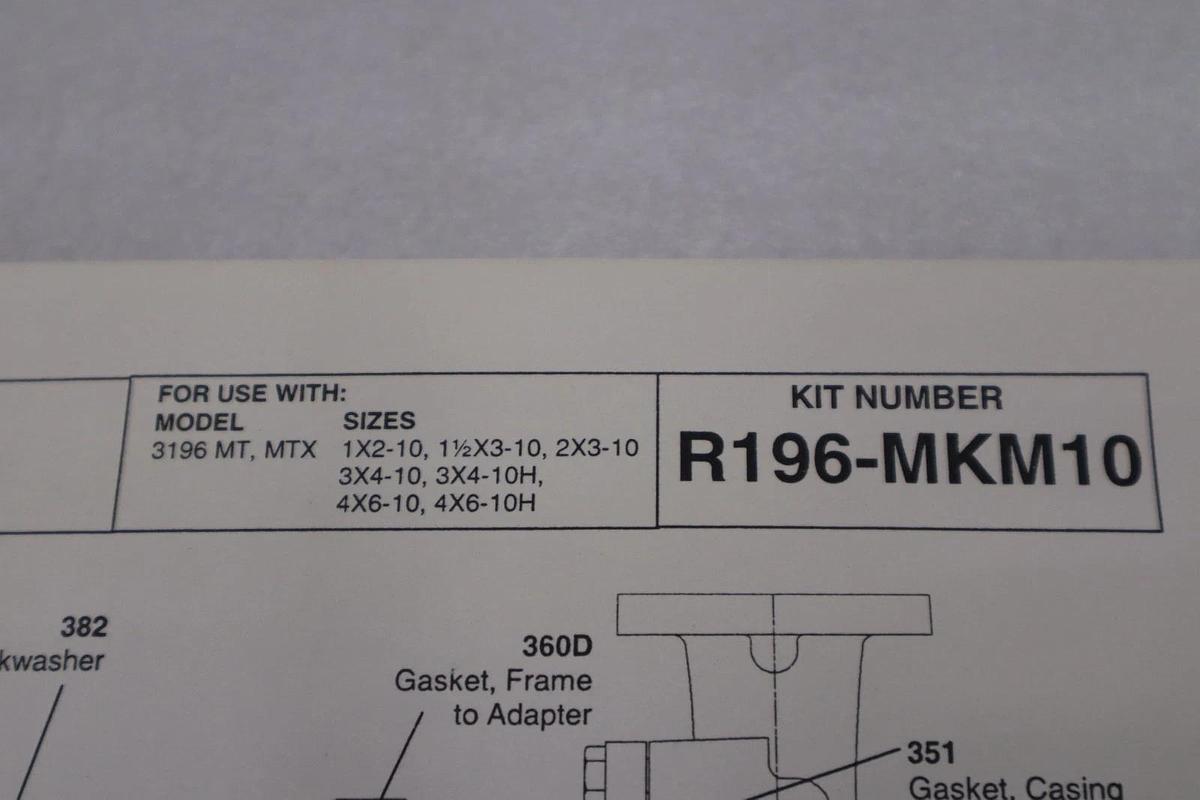 FOR USE WITH:
MODEL SIZES
3196 MT, MTX 1X2-10, 1½X3-10, 2X3-10
3X4-10, 3X4-10H,
4X6-10, 4X6-10H
KIT NUMBER
R196-MKM10
382
kwasher
360D
Gasket, Frame
to Adapter
351
Gasket, Casing